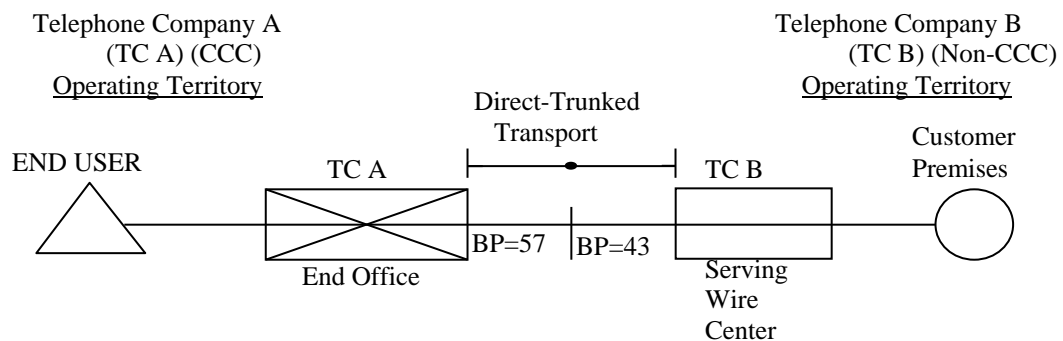 Telephone Company A
(TC A) (CCC)
Operating Territory
Telephone Company B
(TC B) (Non-CCC)
Operating Territory
Direct-Trunked
Transport
END USER
TC A
TC B
Customer
Premises
BP=57
BP=43
End Office
Serving
Wire
Center